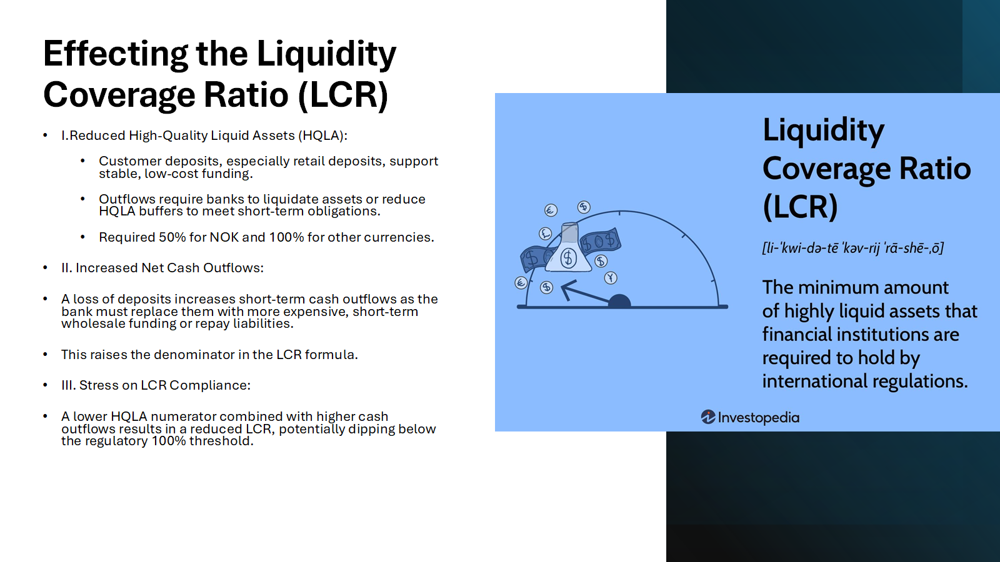 Effecting the Liquidity
Coverage Ratio (LCR)
• I.Reduced High-Quality Liquid Assets (HQLA):
• Customer deposits, especially retail deposits, support
stable, low-cost funding.
• Outflows require banks to liquidate assets or reduce
HQLA buffers to meet short-term obligations.
• Required 50% for NOK and 100% for other currencies.
• II. Increased Net Cash Outflows:
• A loss of deposits increases short-term cash outflows as the
bank must replace them with more expensive, short-term
wholesale funding or repay liabilities.
• This raises the denominator in the LCR formula.
• III. Stress on LCR Compliance:
• A lower HQLA numerator combined with higher cash
outflows results in a reduced LCR, potentially dipping below
the regulatory 100% threshold.
Liquidity
Coverage Ratio
(LCR)
[li-ˈkwi-də-tē ˈkəv-rij ˈrā-shē-ˌō]
The minimum amount
of highly liquid assets that
financial institutions are
required to hold by
international regulations.
Investopedia